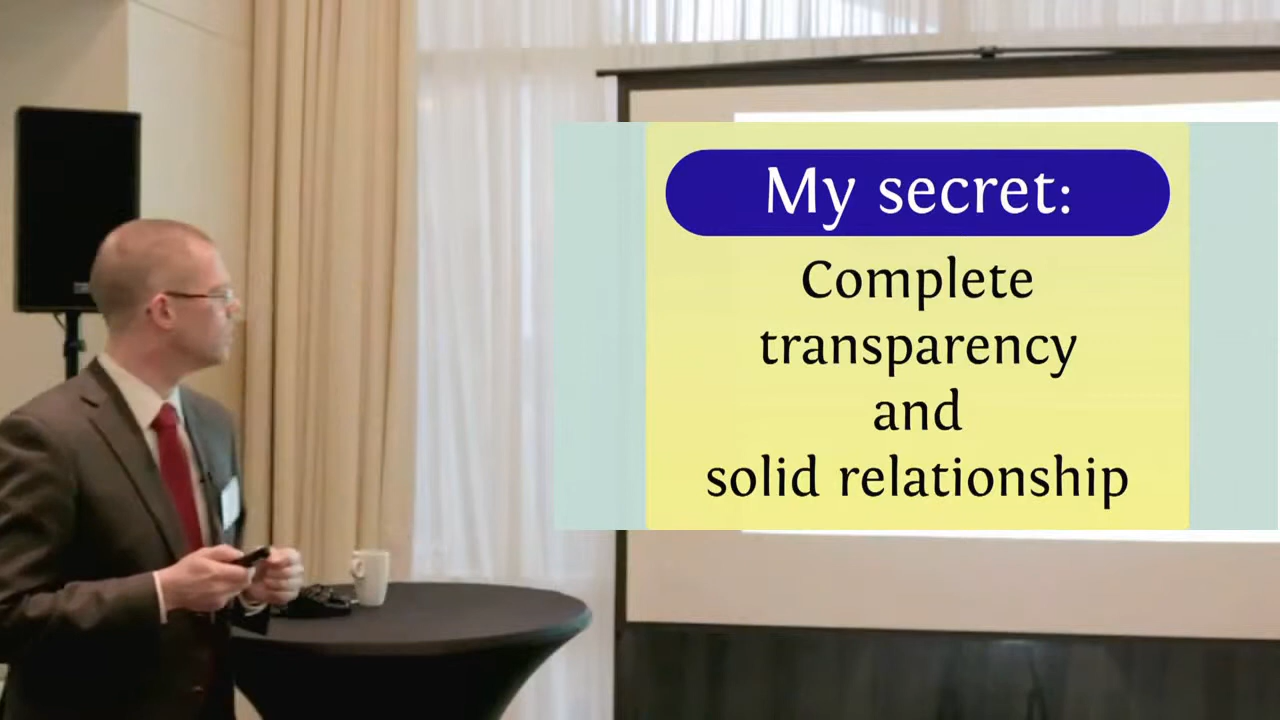 My secret:
Complete
transparency
and
solid relationship